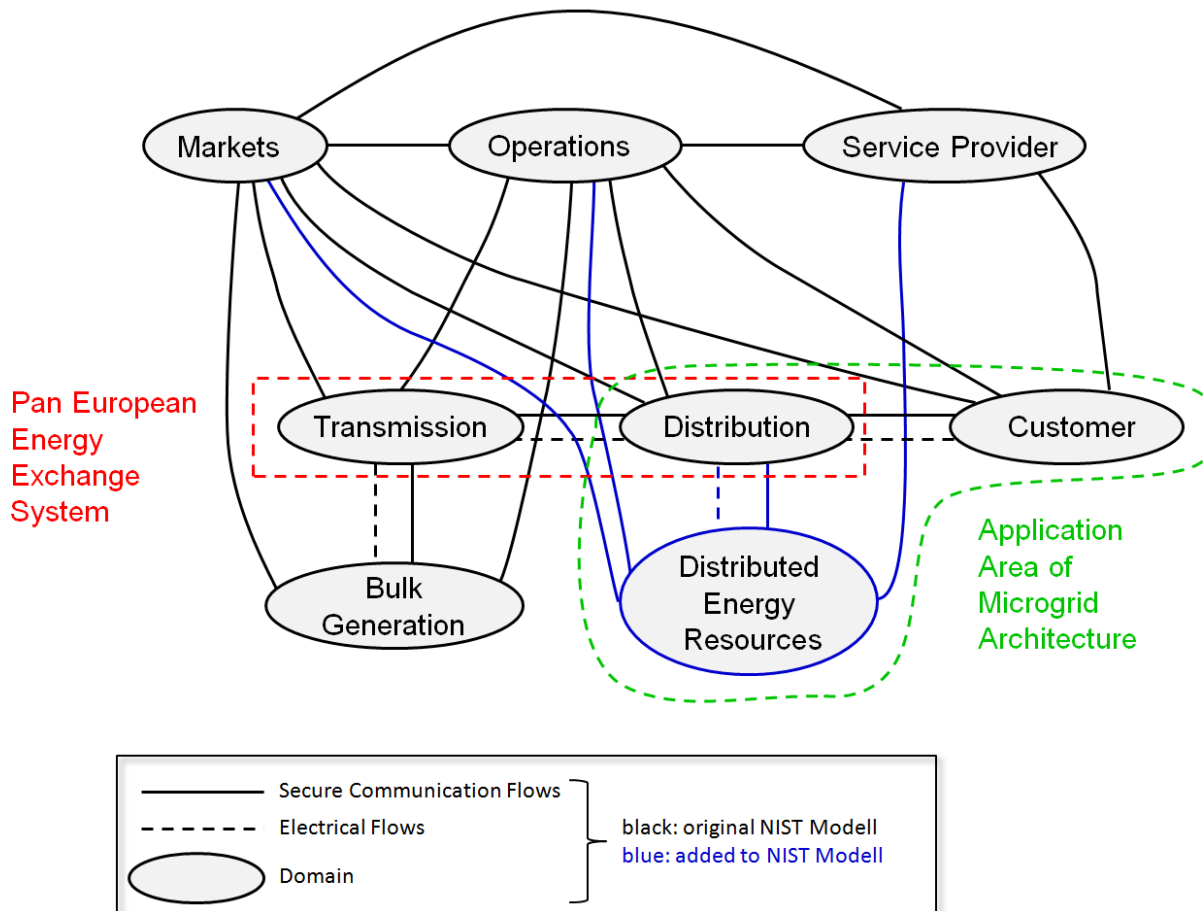 Markets
Operations
Service Provider
Pan European
Energy
Exchange
System
Transmission
Distribution
Customer
Bulk
Generation
Distributed
Energy
Resources
Application
Area of
Microgrid
Architecture
Secure Communication Flows
Electrical Flows
Domain
black: original NIST Modell
blue: added to NIST Modell